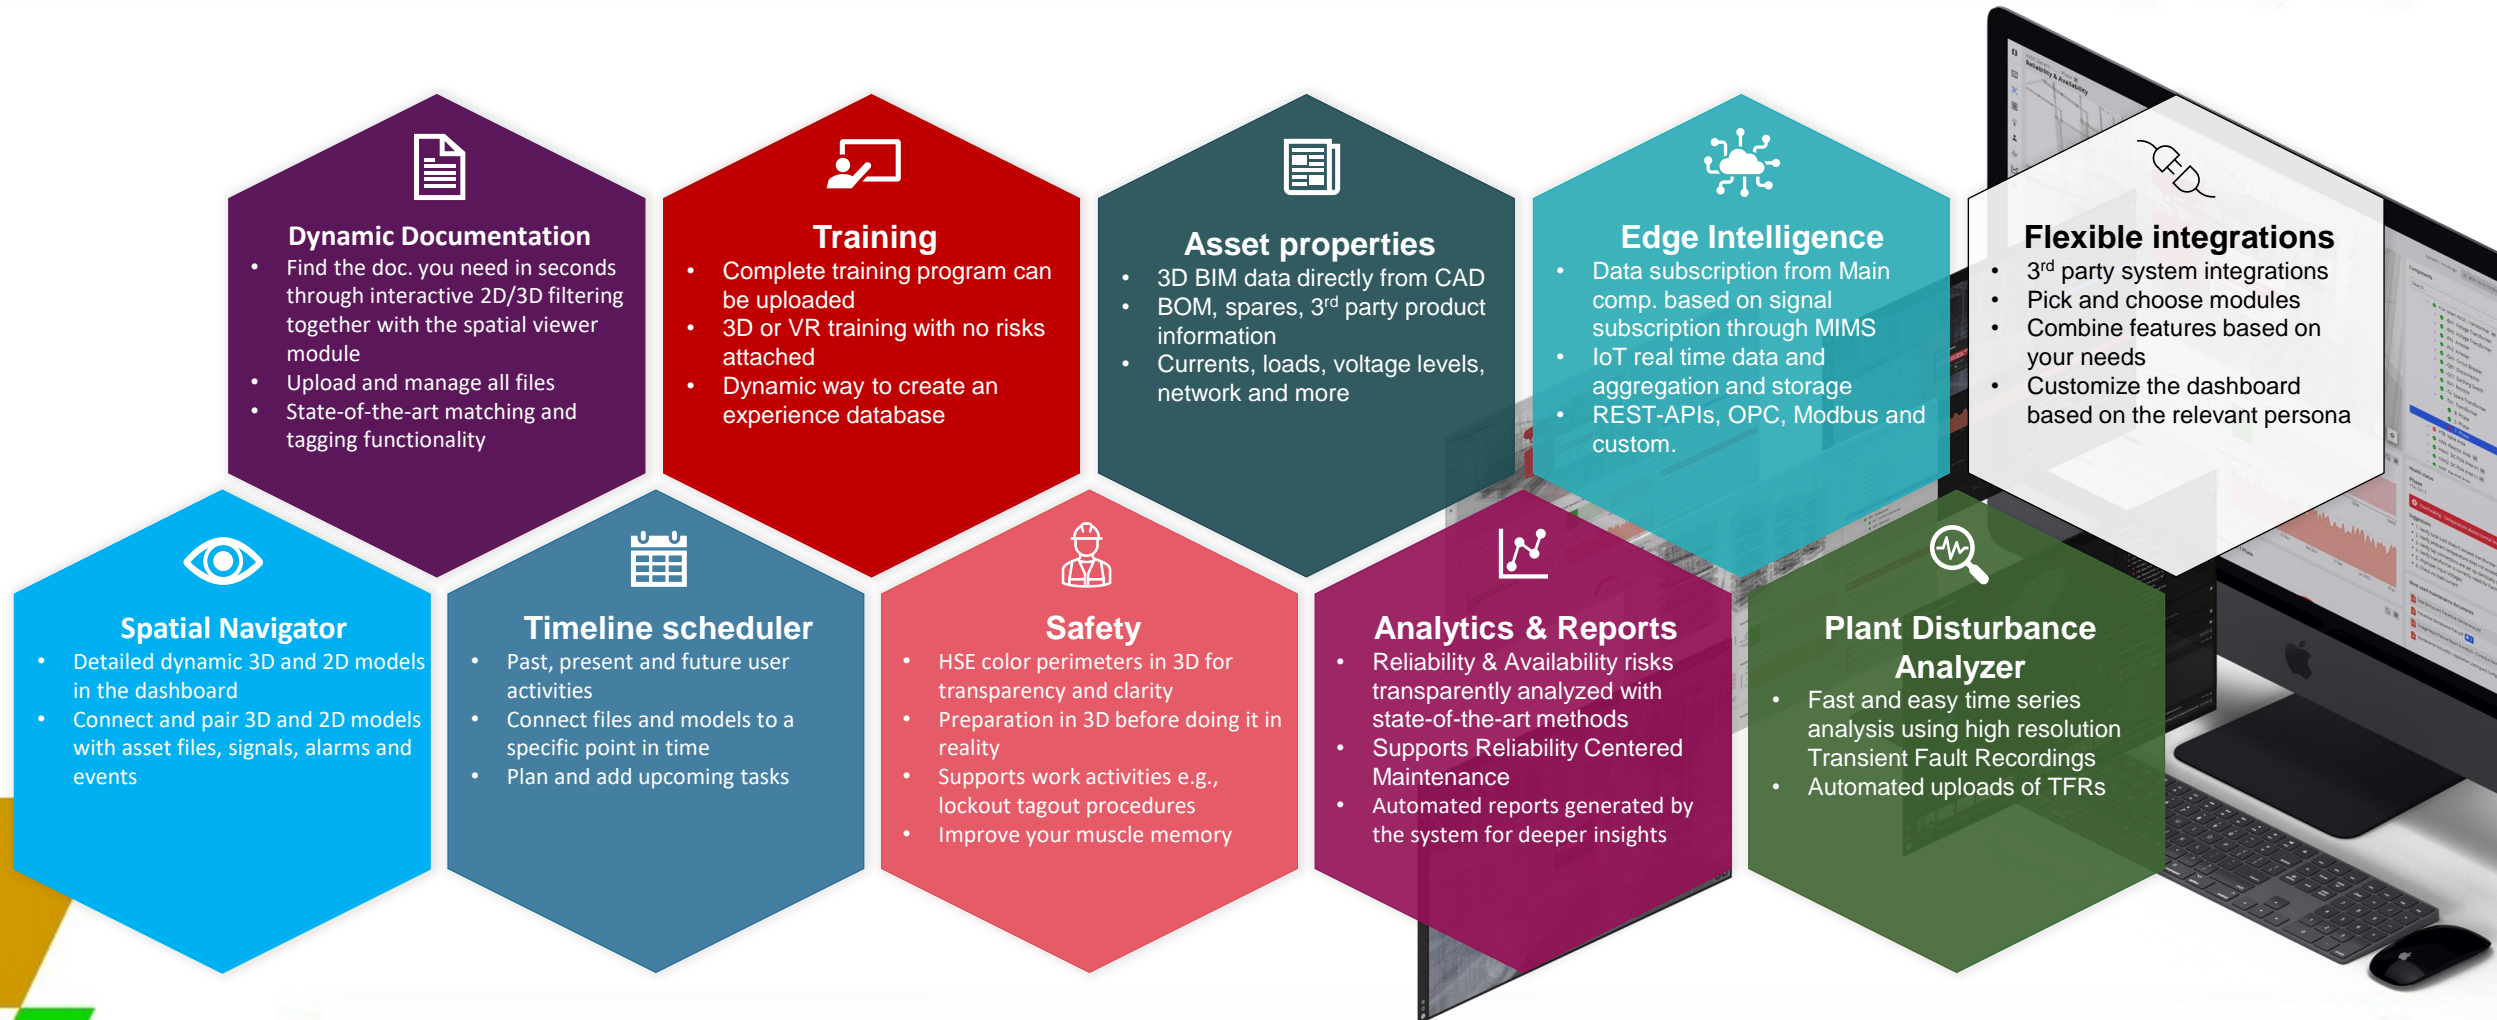 Dynamic Documentation
• Find the doc. you need in seconds
through interactive 2D/3D filtering
together with the spatial viewer
module
• Upload and manage all files
• State-of-the-art matching and
tagging functionality
Training
• Complete training program can
be uploaded
• 3D or VR training with no risks
attached
• Dynamic way to create an
experience database
Asset properties
• 3D BIM data directly from CAD
• BOM, spares, 3rd party product
information
• Currents, loads, voltage levels,
network and more
Edge Intelligence
• Data subscription from Main
comp. based on signal
subscription through MIMS
• IoT real time data and
aggregation and storage
• REST-APIs, OPC, Modbus and
custom.
Flexible integrations
• 3rd party system integrations
• Pick and choose modules
• Combine features based on
your needs
• Customize the dashboard
based on the relevant persona
Spatial Navigator
• Detailed dynamic 3D and 2D models
in the dashboard
• Connect and pair 3D and 2D models
with asset files, signals, alarms and
events
Timeline scheduler
• Past, present and future user
activities
• Connect files and models to a
specific point in time
• Plan and add upcoming tasks
Safety
• HSE color perimeters in 3D for
transparency and clarity
• Preparation in 3D before doing it in
reality
• Supports work activities e.g.,
lockout tagout procedures
• Improve your muscle memory
Analytics & Reports
• Reliability & Availability risks
transparently analyzed with
state-of-the-art methods
• Supports Reliability Centered
Maintenance
• Automated reports generated by
the system for deeper insights
Plant Disturbance
Analyzer
• Fast and easy time series
analysis using high resolution
Transient Fault Recordings
• Automated uploads of TFRs
Reliability & Availability